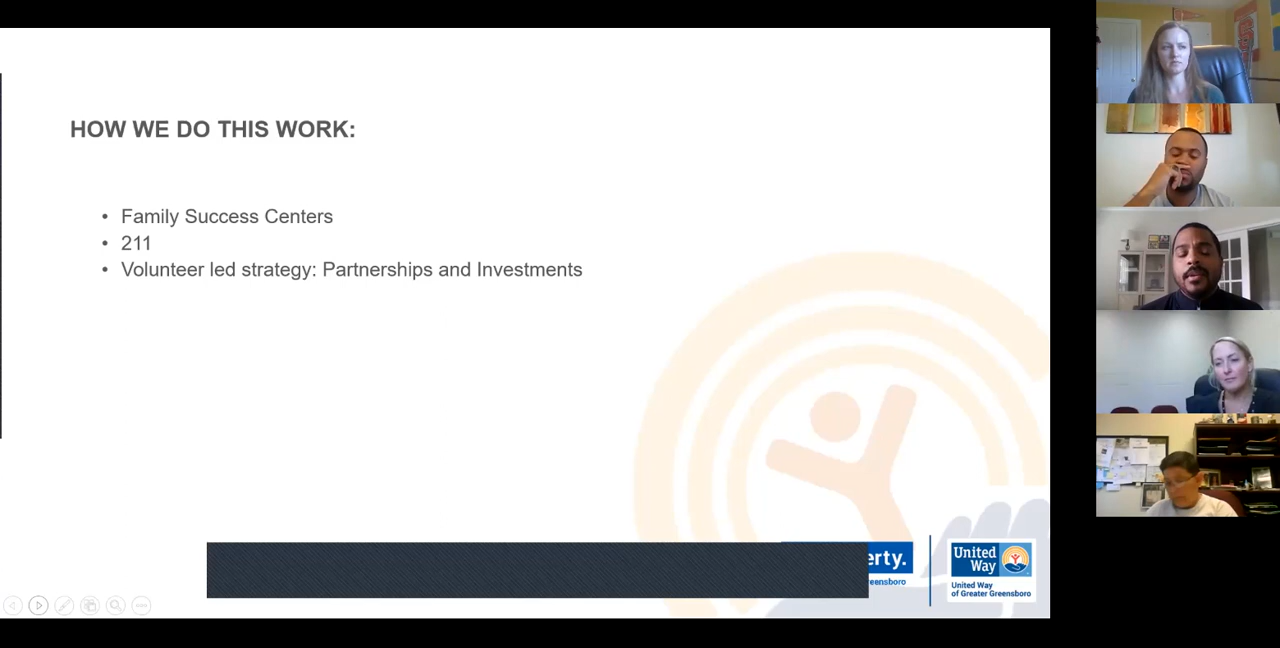 HOW WE DO THIS WORK:
• Family Success Centers
• 211
• Volunteer led strategy: Partnerships and Investments
erty.
reensboro
United
Way
United Way
of Greater Greensboro